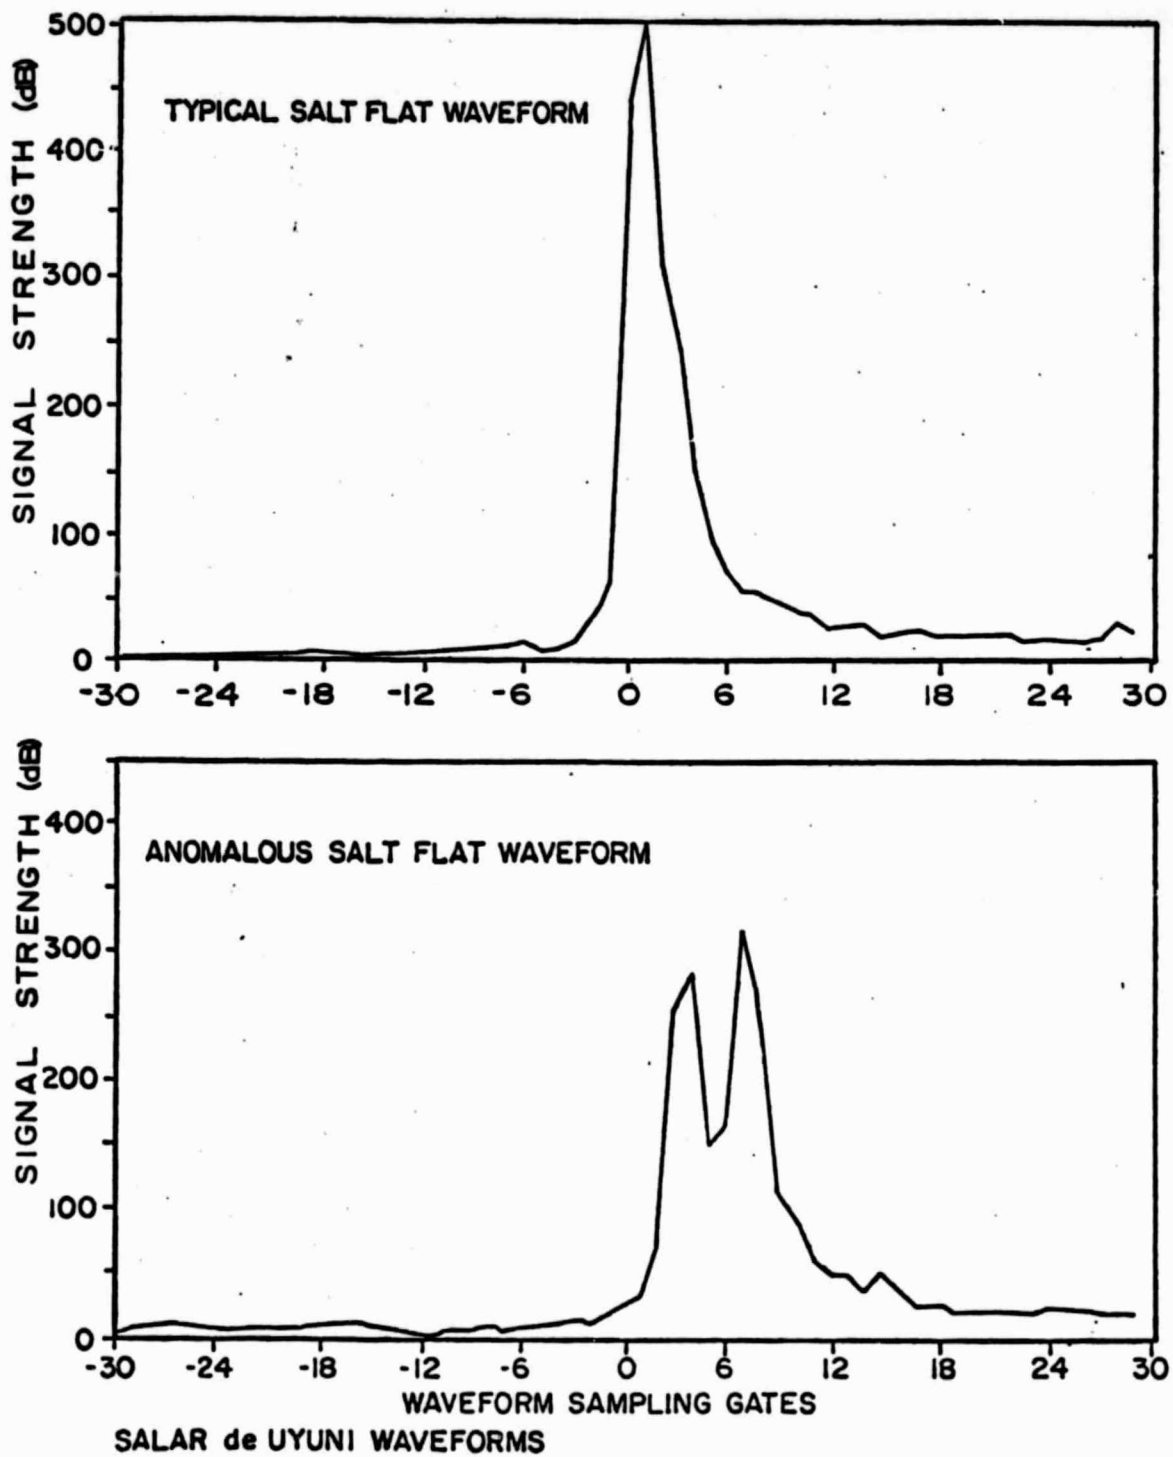 SIGNAL STRENGTH (dB)
500
400
300
200
100
0
TYPICAL SALT FLAT WAVEFORM
-30 -24 -18 -12 -6 0 6 12 18 24 30
SIGNAL STRENGTH (dB)
400
300
200
100
0
ANOMALOUS SALT FLAT WAVEFORM
-30 -24 -18 -12 -6 0 6 12 18 24 30
WAVEFORM SAMPLING GATES
SALAR de UYUNI WAVEFORMS